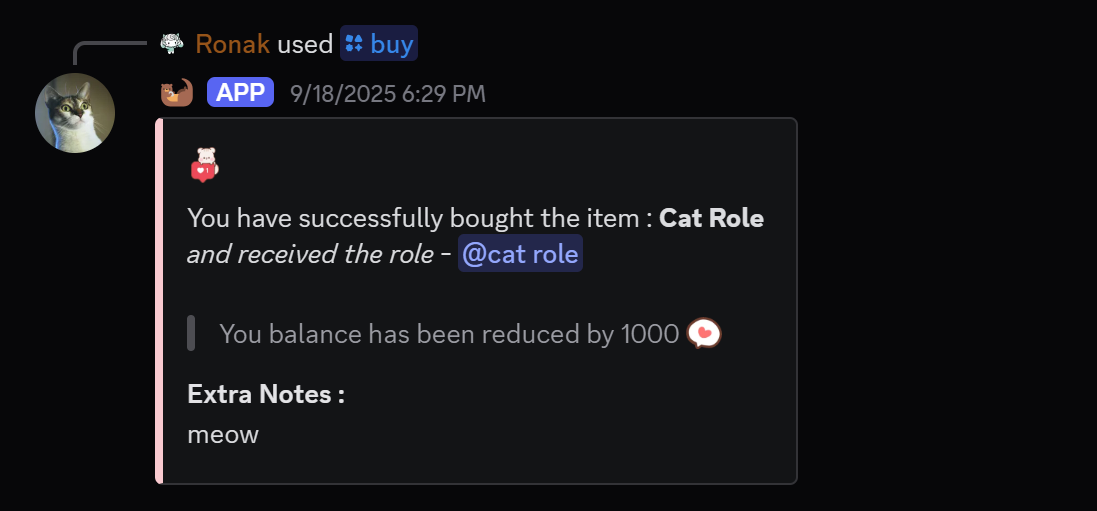 Ronak used buy
APP 9/18/2025 6:29 PM
1
You have successfully bought the item : Cat Role
and received the role - @cat role
You balance has been reduced by 1000
Extra Notes :
meow